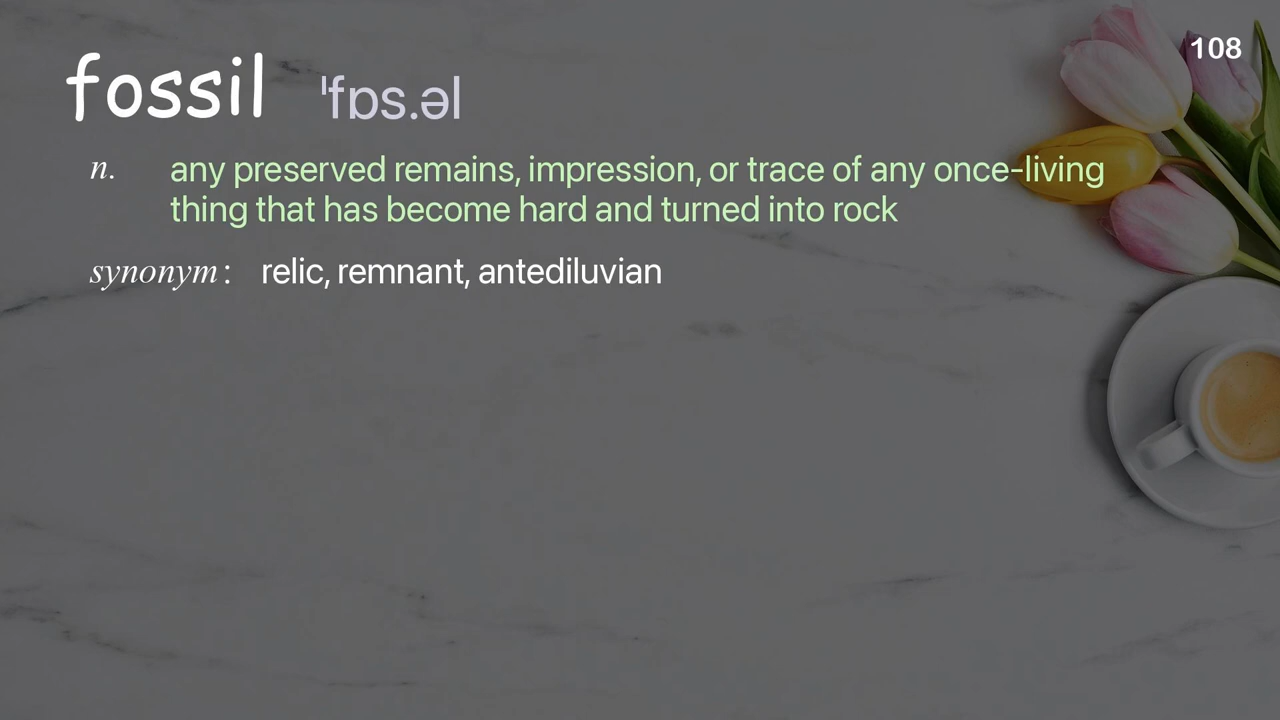 108
fossil ˈfɒs.əl
n. any preserved remains, impression, or trace of any once-living
thing that has become hard and turned into rock
synonym: relic, remnant, antediluvian